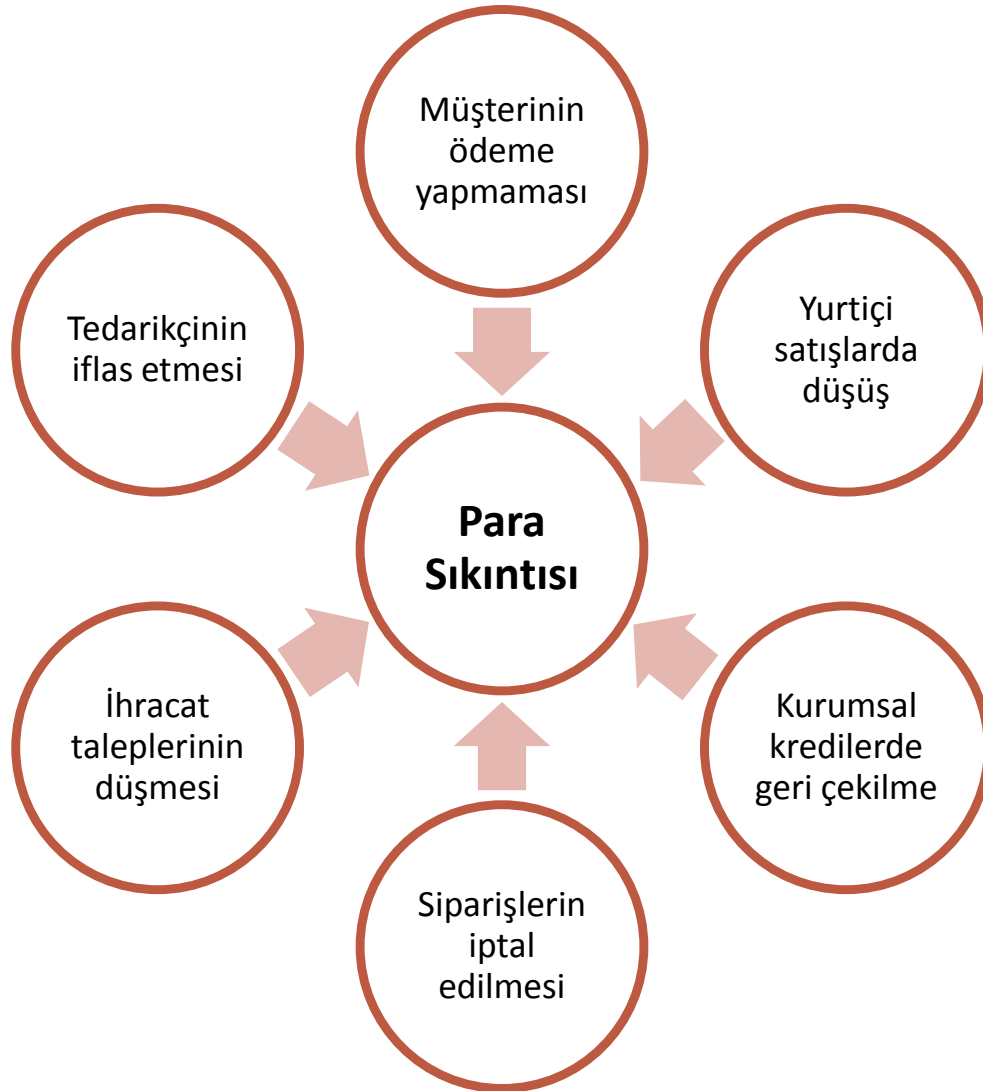 Müşterinin
ödeme
yapmaması
Tedarikçinin
iflas etmesi
Yurtiçi
satışlarda
düşüş
Para
Sıkıntısı
İhracat
taleplerinin
düşmesi
Kurumsal
kredilerde
geri çekilme
Siparişlerin
iptal
edilmesi